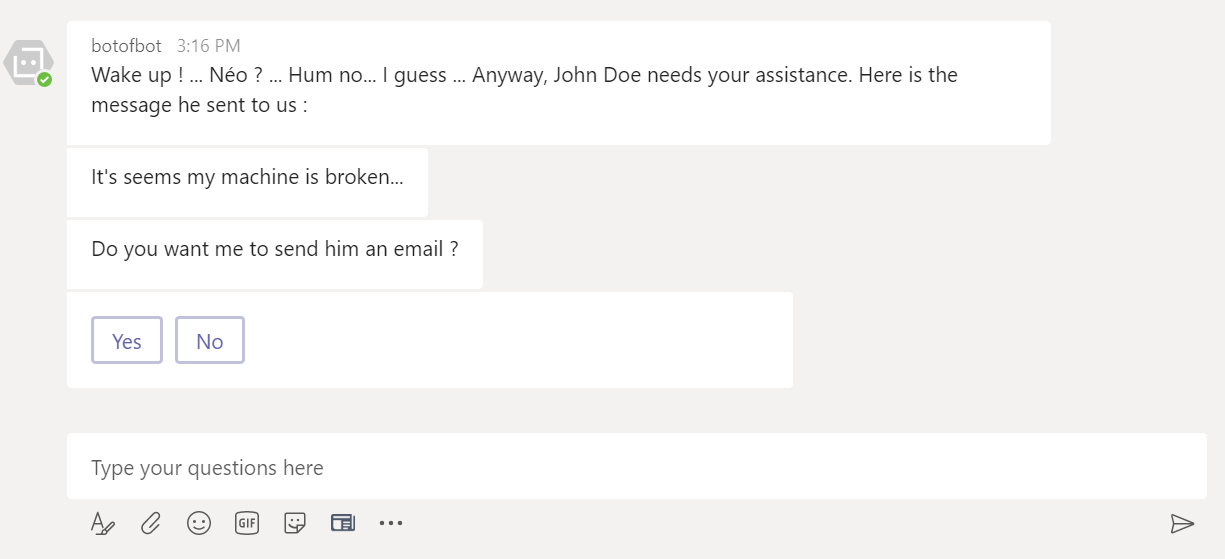 botofbot 3:16 PM
Wake up ! ... Néo ? ... Hum no... I guess ... Anyway, John Doe needs your assistance. Here is the
message he sent to us :
It's seems my machine is broken...
Do you want me to send him an email ?
Yes No
Type your questions here
GIF